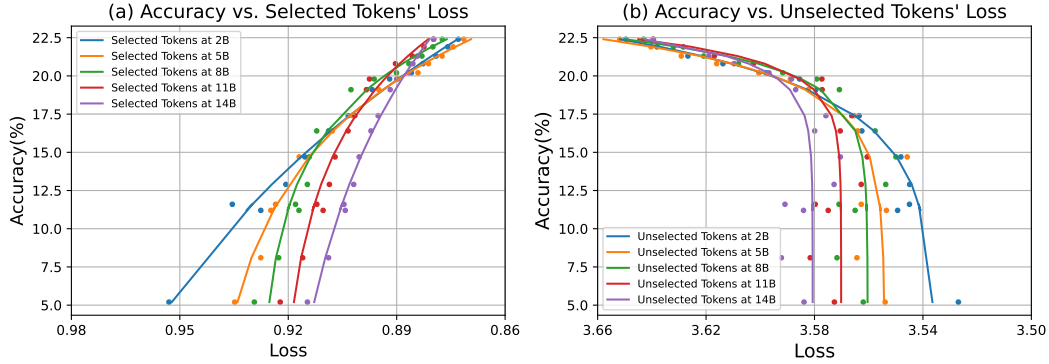 (a) Accuracy vs. Selected Tokens' Loss
Accuracy(%)
22.5
20.0
17.5
15.0
12.5
10.0
7.5
5.0
Selected Tokens at 2B
Selected Tokens at 5B
Selected Tokens at 8B
Selected Tokens at 11B
Selected Tokens at 14B
0.98 0.95 0.92 0.89 0.86
Loss
(b) Accuracy vs. Unselected Tokens' Loss
Accuracy(%)
22.5
20.0
17.5
15.0
12.5
10.0
7.5
5.0
Unselected Tokens at 2B
Unselected Tokens at 5B
Unselected Tokens at 8B
Unselected Tokens at 11B
Unselected Tokens at 14B
3.66 3.62 3.58 3.54 3.50
Loss